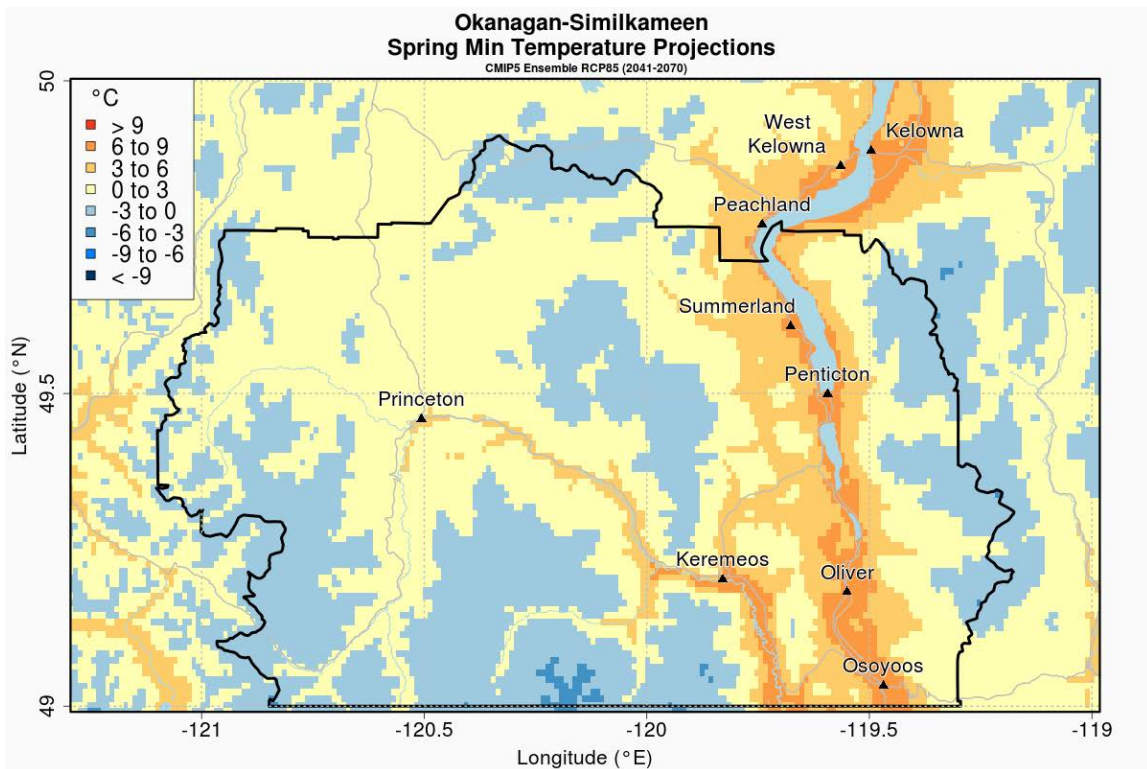 Okanagan-Similkameen
Spring Min Temperature Projections
CMIP5 Ensemble RCP85 (2041-2070)
°C
> 9
6 to 9
3 to 6
0 to 3
-3 to 0
-6 to -3
-9 to -6
< -9
West
Kelowna
Kelowna
Peachland
Summerland
Penticton
Princeton
Keremeos
Oliver
Osoyoos
50
49.5
49
Latitude (°N)
-121
-120.5
-120
-119.5
-119
Longitude (°E)